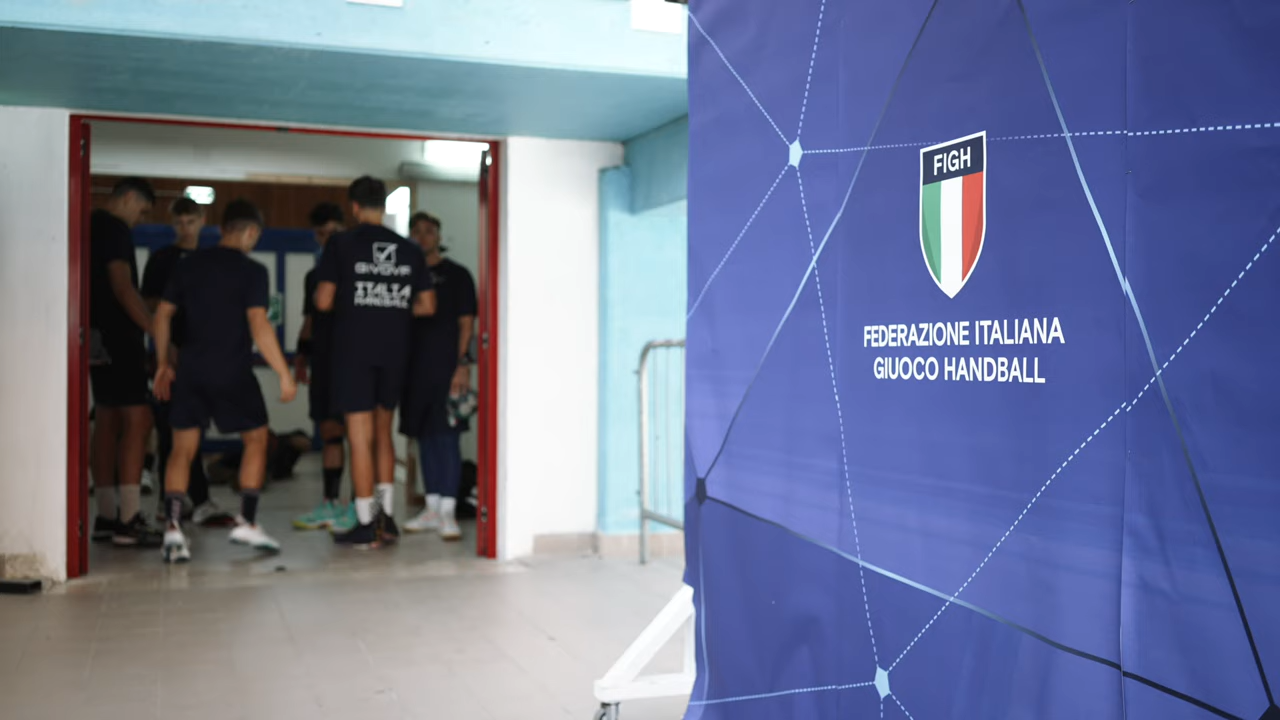 GIVOVA
ITALIA
HANDBALL
FIGH
FEDERAZIONE ITALIANA
GIUOCO HANDBALL